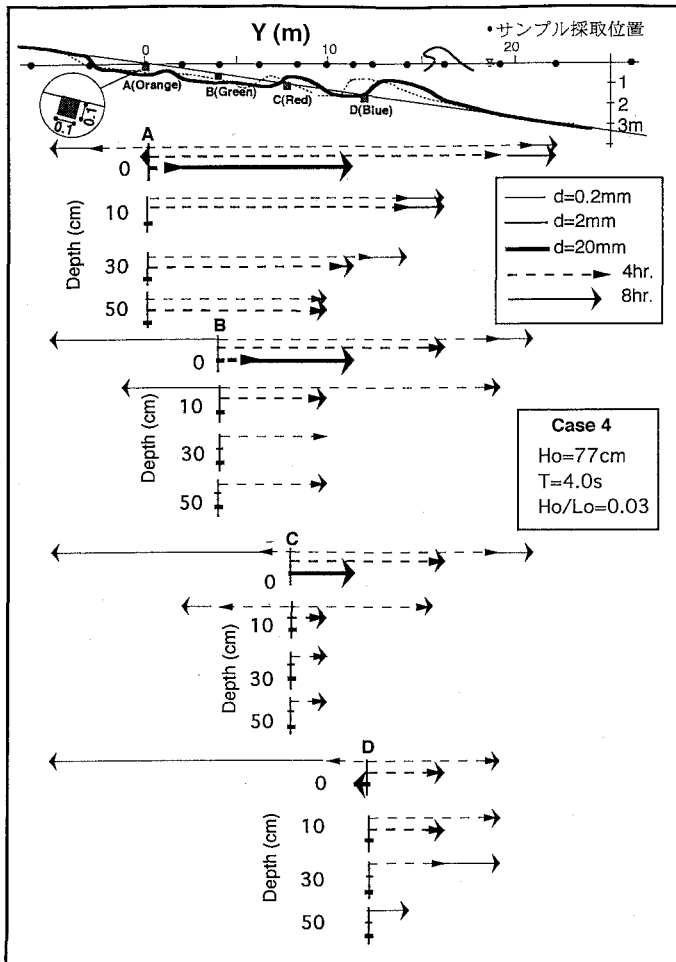 Y (m)
•サンプル採取位置
0
10
20
A(Orange)
B(Green)
C(Red)
D(Blue)
1
2
3m
0.1
0.1
A
0
10
30
50
Depth (cm)
d=0.2mm
d=2mm
d=20mm
4hr.
8hr.
B
0
10
30
50
Depth (cm)
Case 4
Ho=77cm
T=4.0s
Ho/Lo=0.03
C
0
10
30
50
Depth (cm)
D
0
10
30
50
Depth (cm)